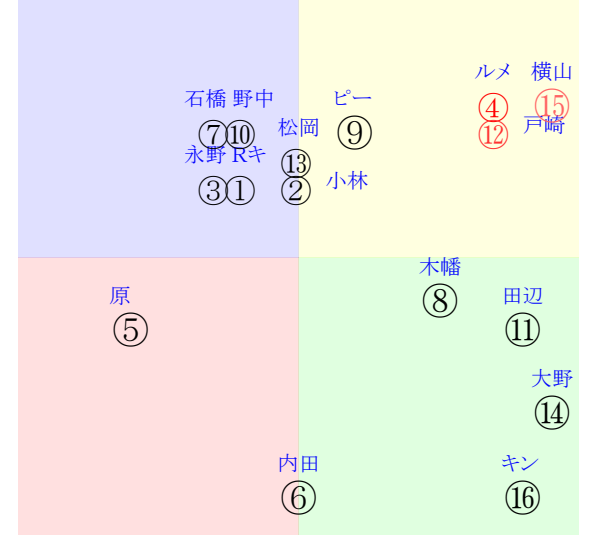 ルメ 横山
石橋 野中 ピー
④ ⑮
松岡 戸崎
⑦⑩ ⑨ ⑫
永野 Rキ
⑬
小林
③① ②
木幡
原 ⑧ 田辺
⑤ ⑪
大野
⑭
内田 キン
⑥ ⑯